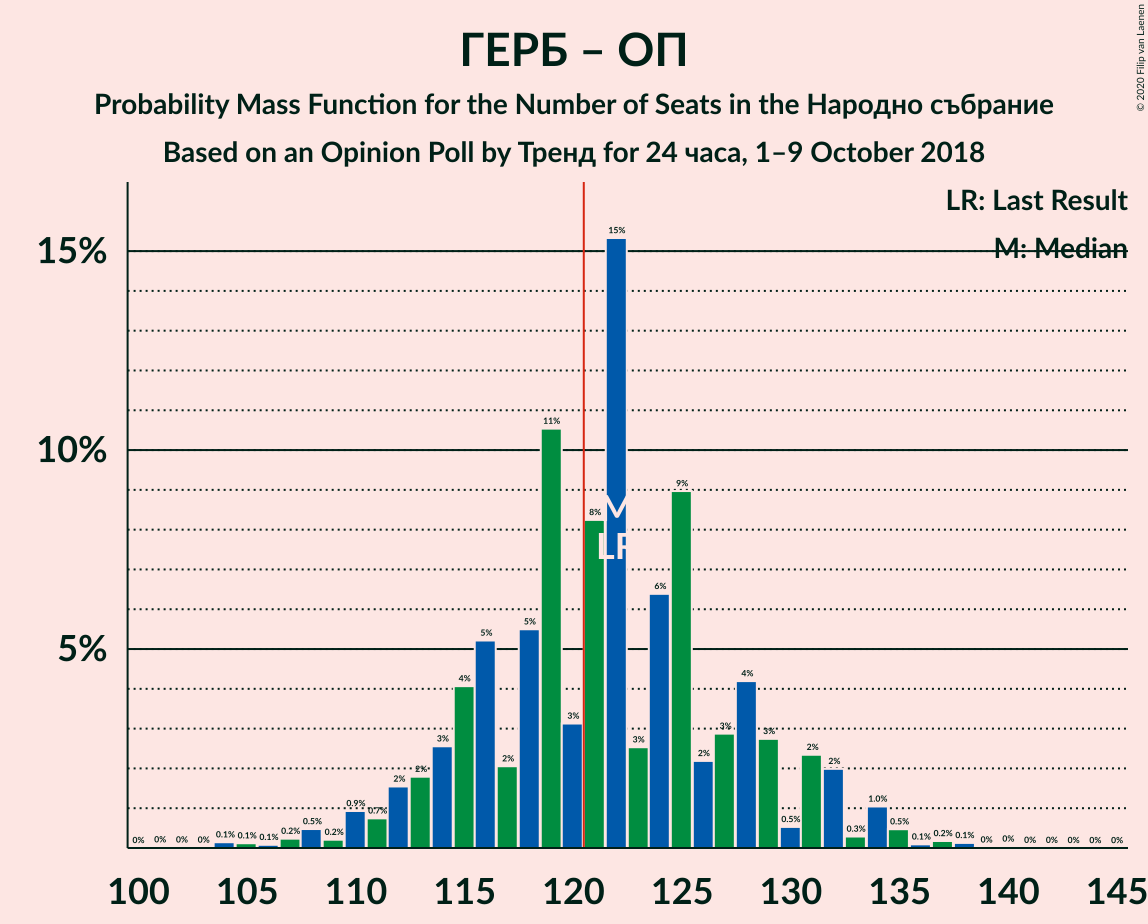 ГЕРБ – ОП
Probability Mass Function for the Number of Seats in the Народно събрание
Based on an Opinion Poll by Тренд for 24 часа, 1–9 October 2018
© 2020 Filip van Laenen
LR: Last Result
M: Median
15%
10%
5%
0% 0% 0% 0% 0.1% 0.1% 0.1% 0.2% 0.5% 0.2% 0.9% 0.7% 2% 2% 3% 4% 5% 2% 5% 11% 3% 8% 15% 3% 6% 9% 2% 3% 4% 3% 0.5% 2% 2% 0.3% 1.0% 0.5% 0.1% 0.2% 0.1% 0% 0% 0% 0% 0% 0% 0%
M
LR
100 105 110 115 120 125 130 135 140 145